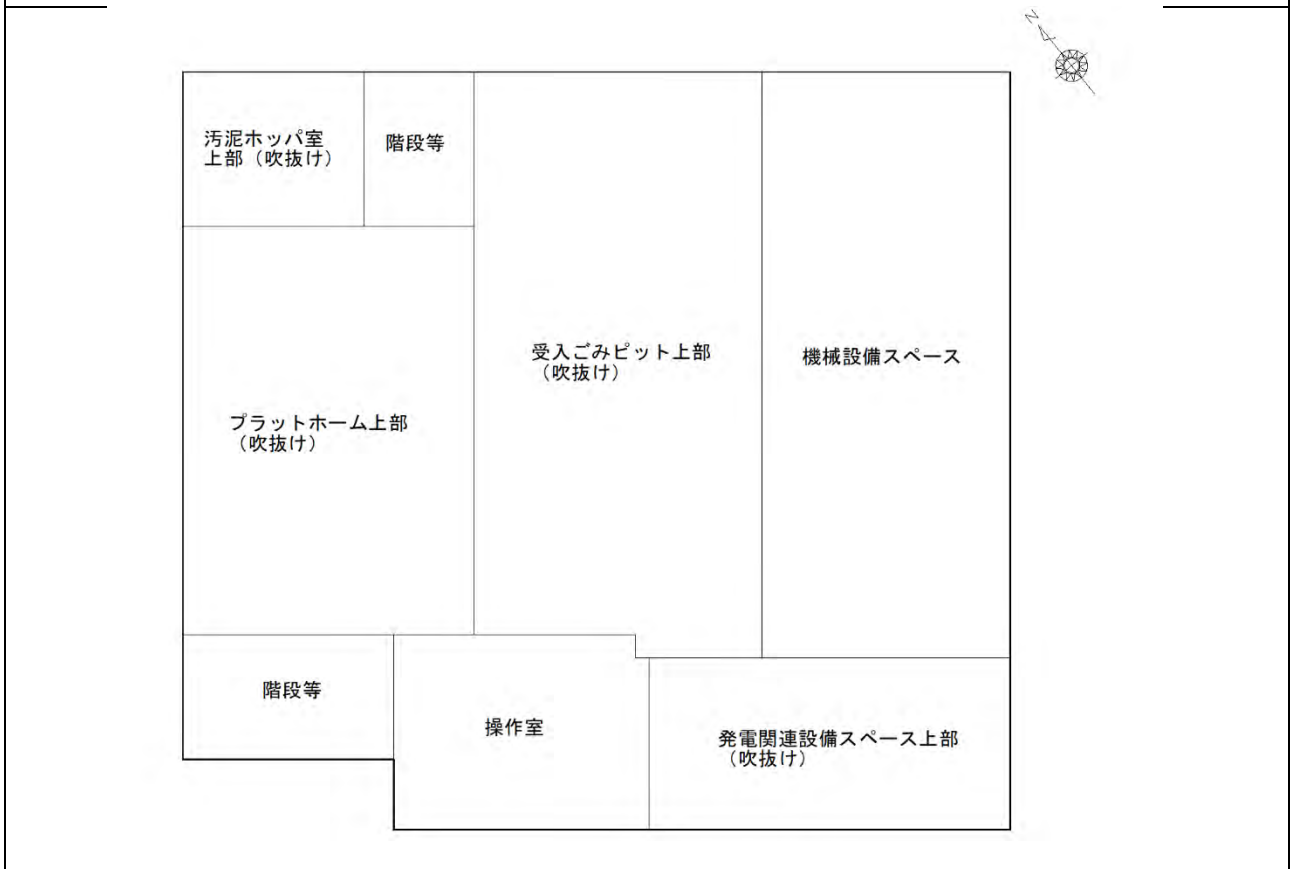 N
汚泥ホッパ室
上部（吹抜け）
階段等
受入ごみピット上部
（吹抜け）
機械設備スペース
プラットホーム上部
（吹抜け）
階段等
操作室
発電関連設備スペース上部
（吹抜け）